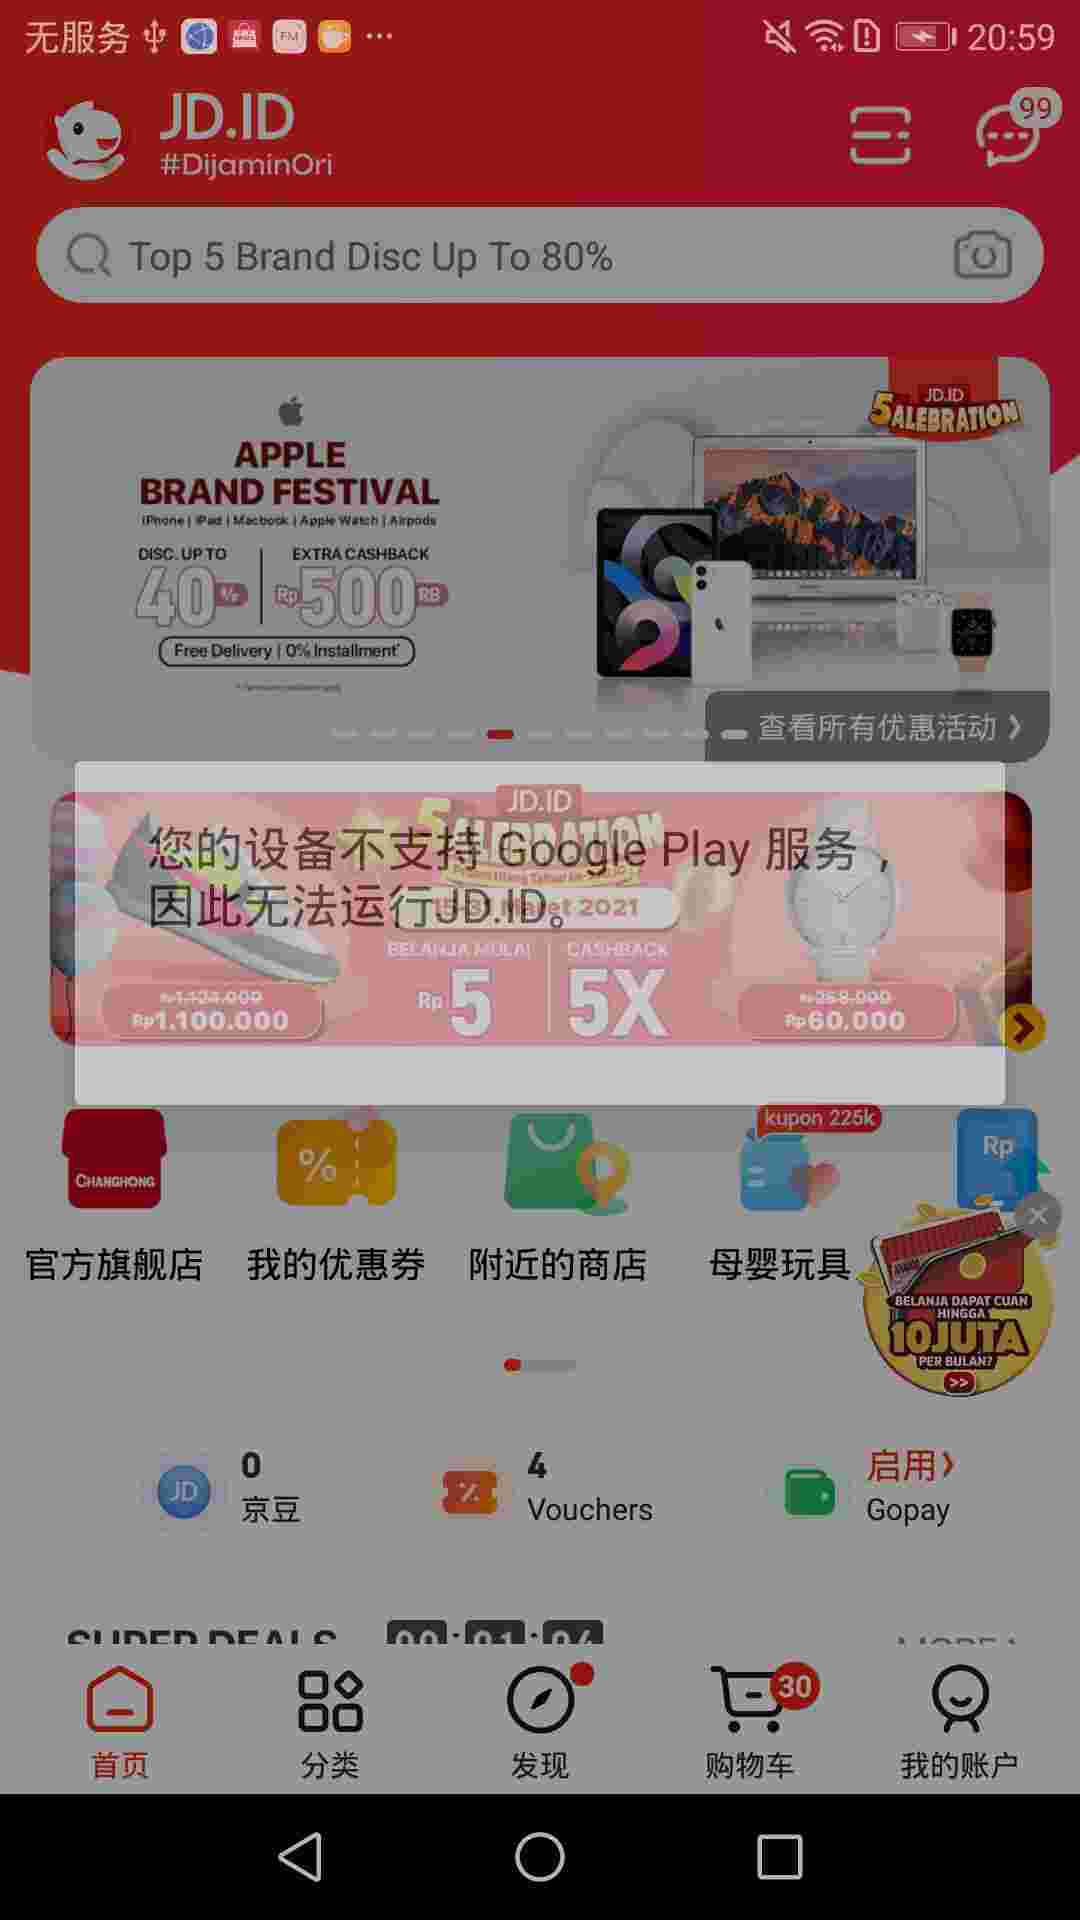 无服务
FM
20:59
JD.ID
#DijaminOri
99
Top 5 Brand Disc Up To 80%
JD.ID
5ALEBRATION
APPLE
BRAND FESTIVAL
iPhone | iPad | Macbook | Apple Watch | Airpods
DISC. UP TO
40%
EXTRA CASHBACK
Rp500RB
Free Delivery | 0% Installment*
查看所有优惠活动 》
JD.ID
5ALEBRATION
您的设备不支持 Google Play 服务，
因此无法运行JD.ID。
15-31 Maret 2021
BELANJA MULAI
Rp 5
CASHBACK
5X
Rp1.124.000
Rp1.100.000
Rp268.000
Rp60.000
CHANGHONG
%
kupon 225k
Rp
官方旗舰店
我的优惠券
附近的商店
母婴玩具
BELANJA DAPAT CUAN
HINGGA
10JUTA
PER BULAN?
>>
JD
0
京豆
4
Vouchers
启用
Gopay
SUPER DEALS
MORE
首页
分类
发现
30
购物车
我的账户